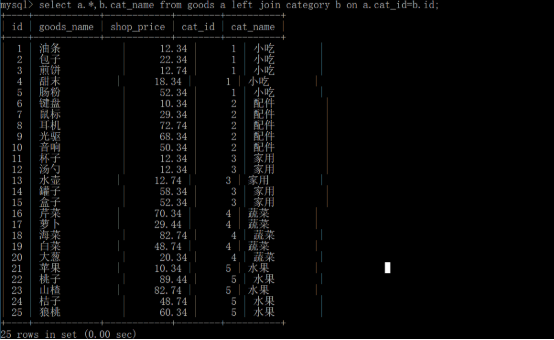 mysql> select a.*,b.cat_name from goods a left join category b on a.cat_id=b.id;
| id | goods_name | shop_price | cat_id | cat_name |
| 1 | 油条 | 12.34 | 1 | 小吃 |
| 2 | 包子 | 22.34 | 1 | 小吃 |
| 3 | 煎饼 | 12.74 | 1 | 小吃 |
| 4 | 甜末 | 18.34 | 1 | 小吃 |
| 5 | 肠粉 | 52.34 | 1 | 小吃 |
| 6 | 键盘 | 10.34 | 2 | 配件 |
| 7 | 鼠标 | 29.34 | 2 | 配件 |
| 8 | 耳机 | 72.74 | 2 | 配件 |
| 9 | 光驱 | 68.34 | 2 | 配件 |
| 10 | 音响 | 50.34 | 2 | 配件 |
| 11 | 杯子 | 12.34 | 3 | 家用 |
| 12 | 汤勺 | 12.34 | 3 | 家用 |
| 13 | 水壶 | 12.74 | 3 | 家用 |
| 14 | 罐子 | 58.34 | 3 | 家用 |
| 15 | 盒子 | 52.34 | 3 | 家用 |
| 16 | 芹菜 | 70.34 | 4 | 蔬菜 |
| 17 | 萝卜 | 29.44 | 4 | 蔬菜 |
| 18 | 海菜 | 82.74 | 4 | 蔬菜 |
| 19 | 白菜 | 48.74 | 4 | 蔬菜 |
| 20 | 大葱 | 20.34 | 4 | 蔬菜 |
| 21 | 苹果 | 10.34 | 5 | 水果 |
| 22 | 桃子 | 89.44 | 5 | 水果 |
| 23 | 山楂 | 82.74 | 5 | 水果 |
| 24 | 桔子 | 48.74 | 5 | 水果 |
| 25 | 狼桃 | 60.34 | 5 | 水果 |
25 rows in set (0.00 sec)